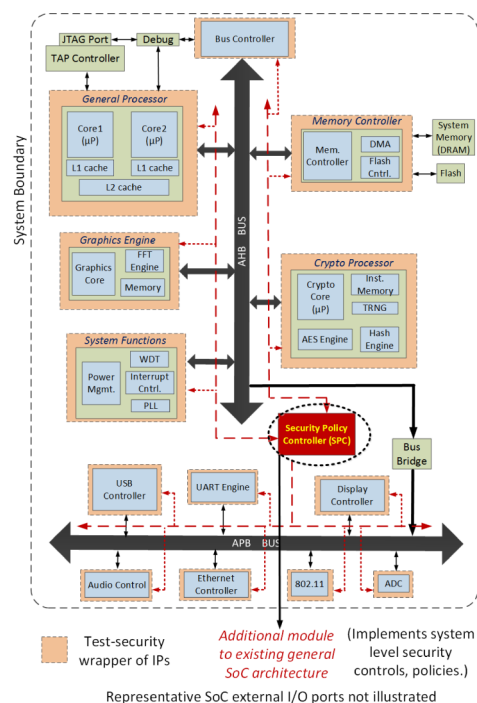 System Boundary
JTAG Port
Debug
TAP Controller
Bus Controller
General Processor
Core1
(μP)
Core2
(μP)
L1 cache
L1 cache
L2 cache
Memory Controller
Mem.
Controller
DMA
Flash
Cntrl.
System
Memory
(DRAM)
Flash
AHB BUS
Graphics Engine
Graphics
Core
FFT
Engine
Memory
Crypto Processor
Crypto
Core
(μP)
Inst.
Memory
TRNG
AES Engine
Hash
Engine
System Functions
Power
Mgmt.
WDT
Interrupt
Cntrl.
PLL
Security Policy
Controller (SPC)
Bus
Bridge
USB
Controller
UART Engine
Display
Controller
APB BUS
Audio Control
Ethernet
Controller
802.11
ADC
Test-security
wrapper of IPs
Additional module
to existing general
SoC architecture
(Implements system
level security
controls, policies.)
Representative SoC external I/O ports not illustrated